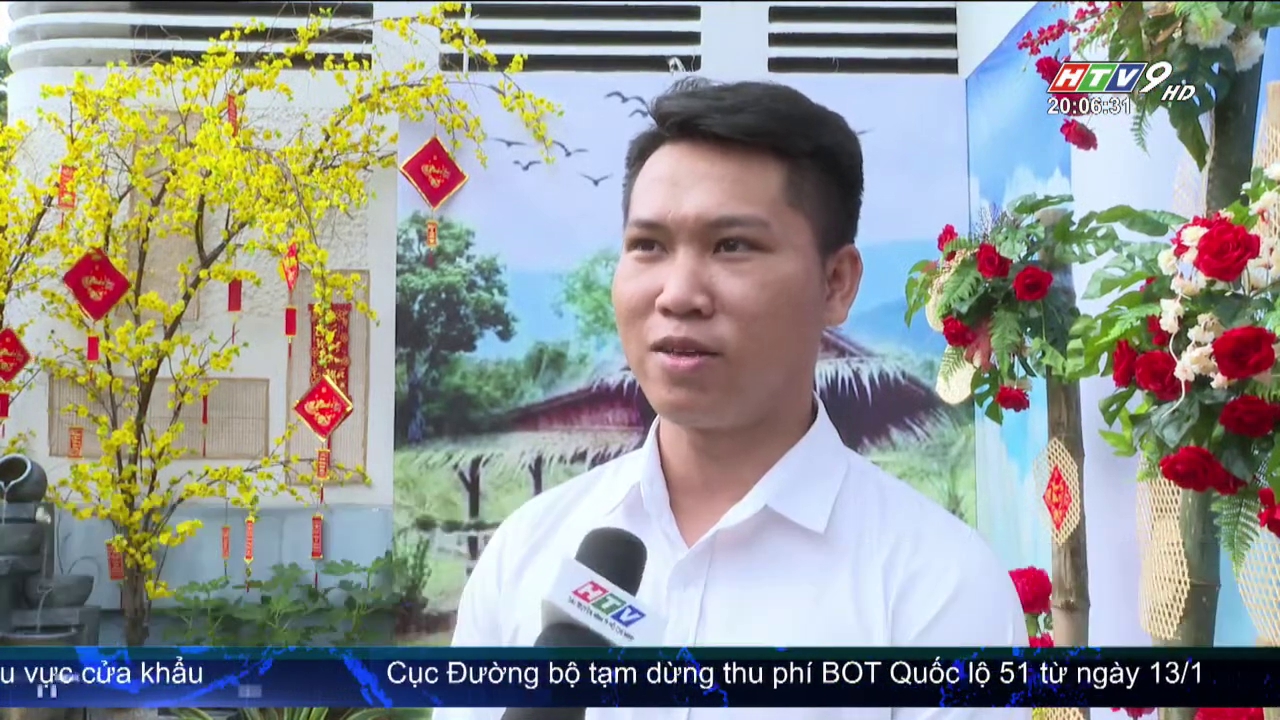 HTV9 HD
20:06:31
HTV
u vực cửa khẩu Cục Đường bộ tạm dừng thu phí BOT Quốc lộ 51 từ ngày 13/1